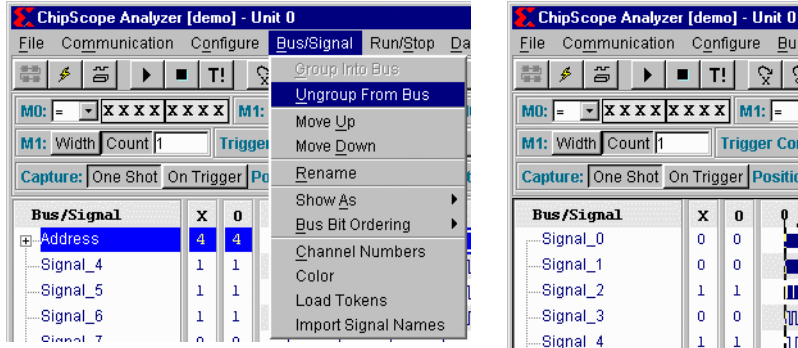 ChipScope Analyzer [demo] - Unit 0
File Communication Configure Bus/Signal Run/Stop Da
T!
M0: = X X X X X X X X M1:
M1: Width Count 1 Trigger
Capture: One Shot On Trigger Po
Bus/Signal X O
Address 4 4
Signal_4 1 1
Signal_5 1 1
Signal_6 1 1
Signal_7 0 0
Group Into Bus
Ungroup From Bus
Move Up
Move Down
Rename
Show As
Bus Bit Ordering
Channel Numbers
Color
Load Tokens
Import Signal Names
ChipScope Analyzer [demo] - Unit 0
File Communication Configure Bu
T!
M0: = X X X X X X X X M1: =
M1: Width Count 1 Trigger Con
Capture: One Shot On Trigger Positio
Bus/Signal X O 0
Signal_0 0 0
Signal_1 0 0
Signal_2 1 1
Signal_3 0 0
Signal_4 1 1